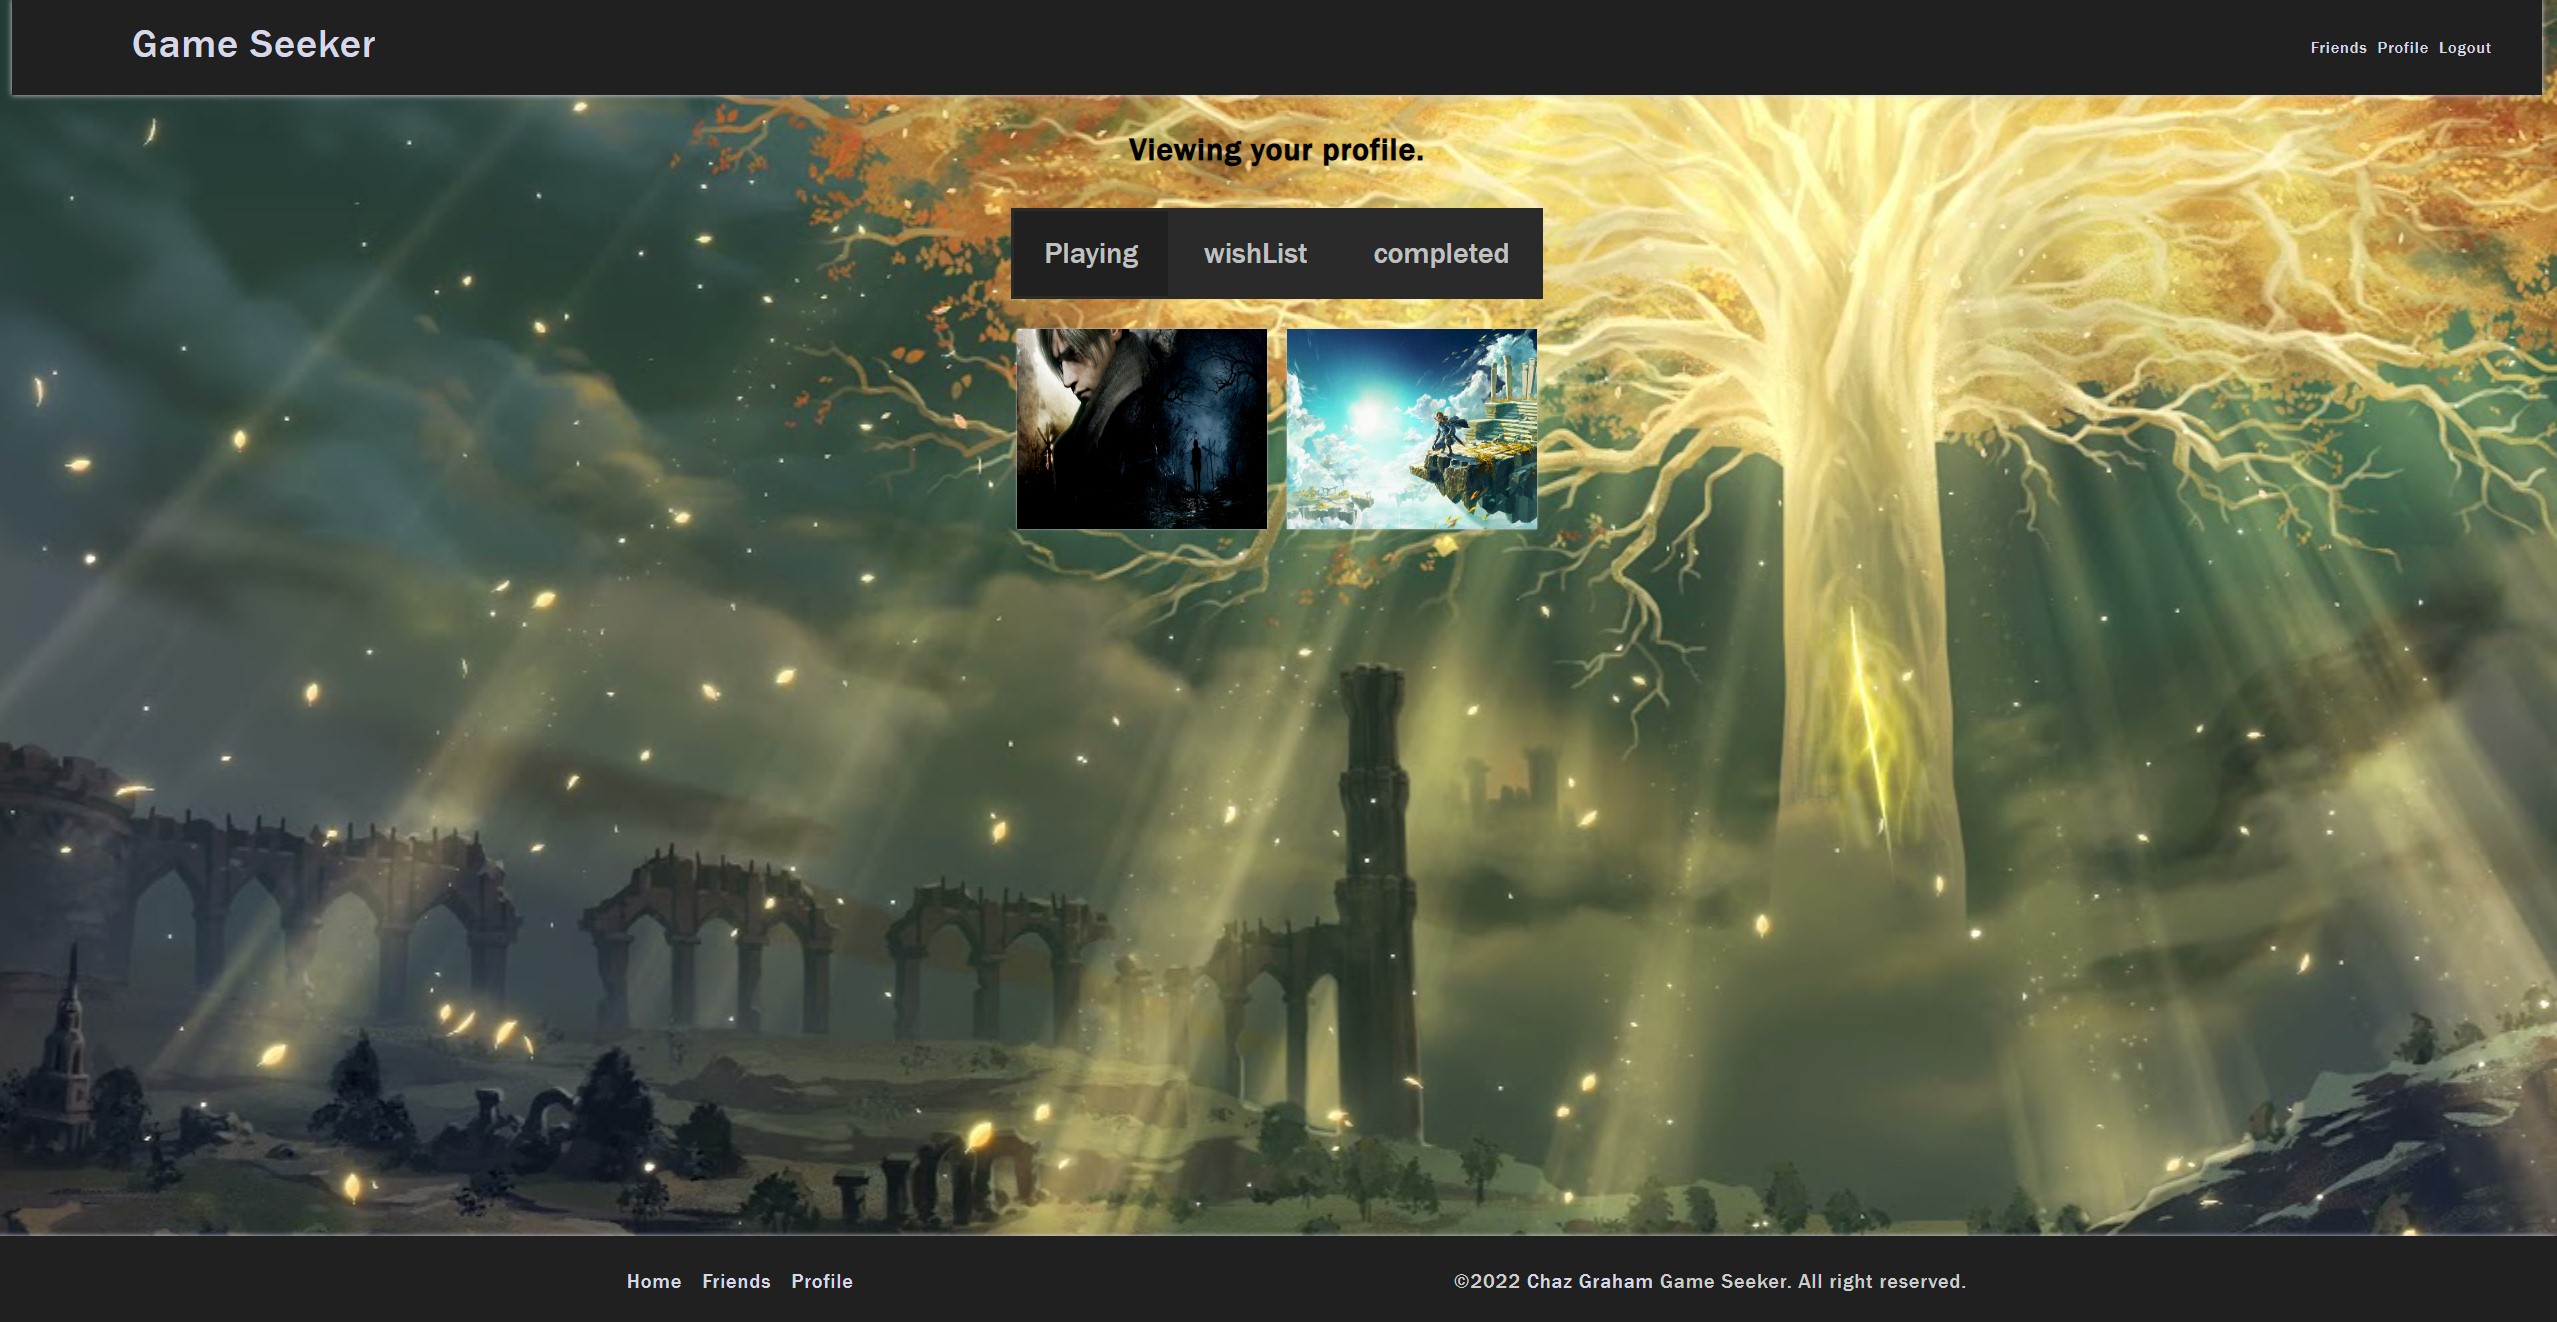 Game Seeker
Friends Profile Logout
Viewing your profile.
Playing wishList completed
Home Friends Profile
©2022 Chaz Graham Game Seeker. All right reserved.